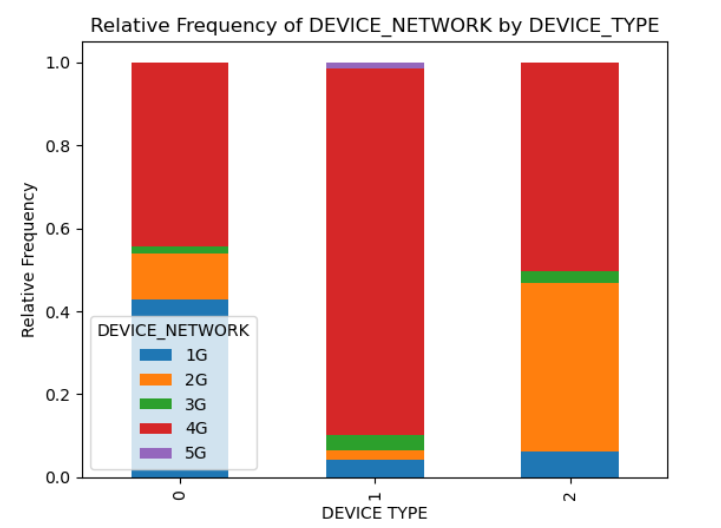 Relative Frequency of DEVICE_NETWORK by DEVICE_TYPE
Relative Frequency
1.0
0.8
0.6
0.4
0.2
0.0
DEVICE_NETWORK
1G
2G
3G
4G
5G
0
1
2
DEVICE TYPE